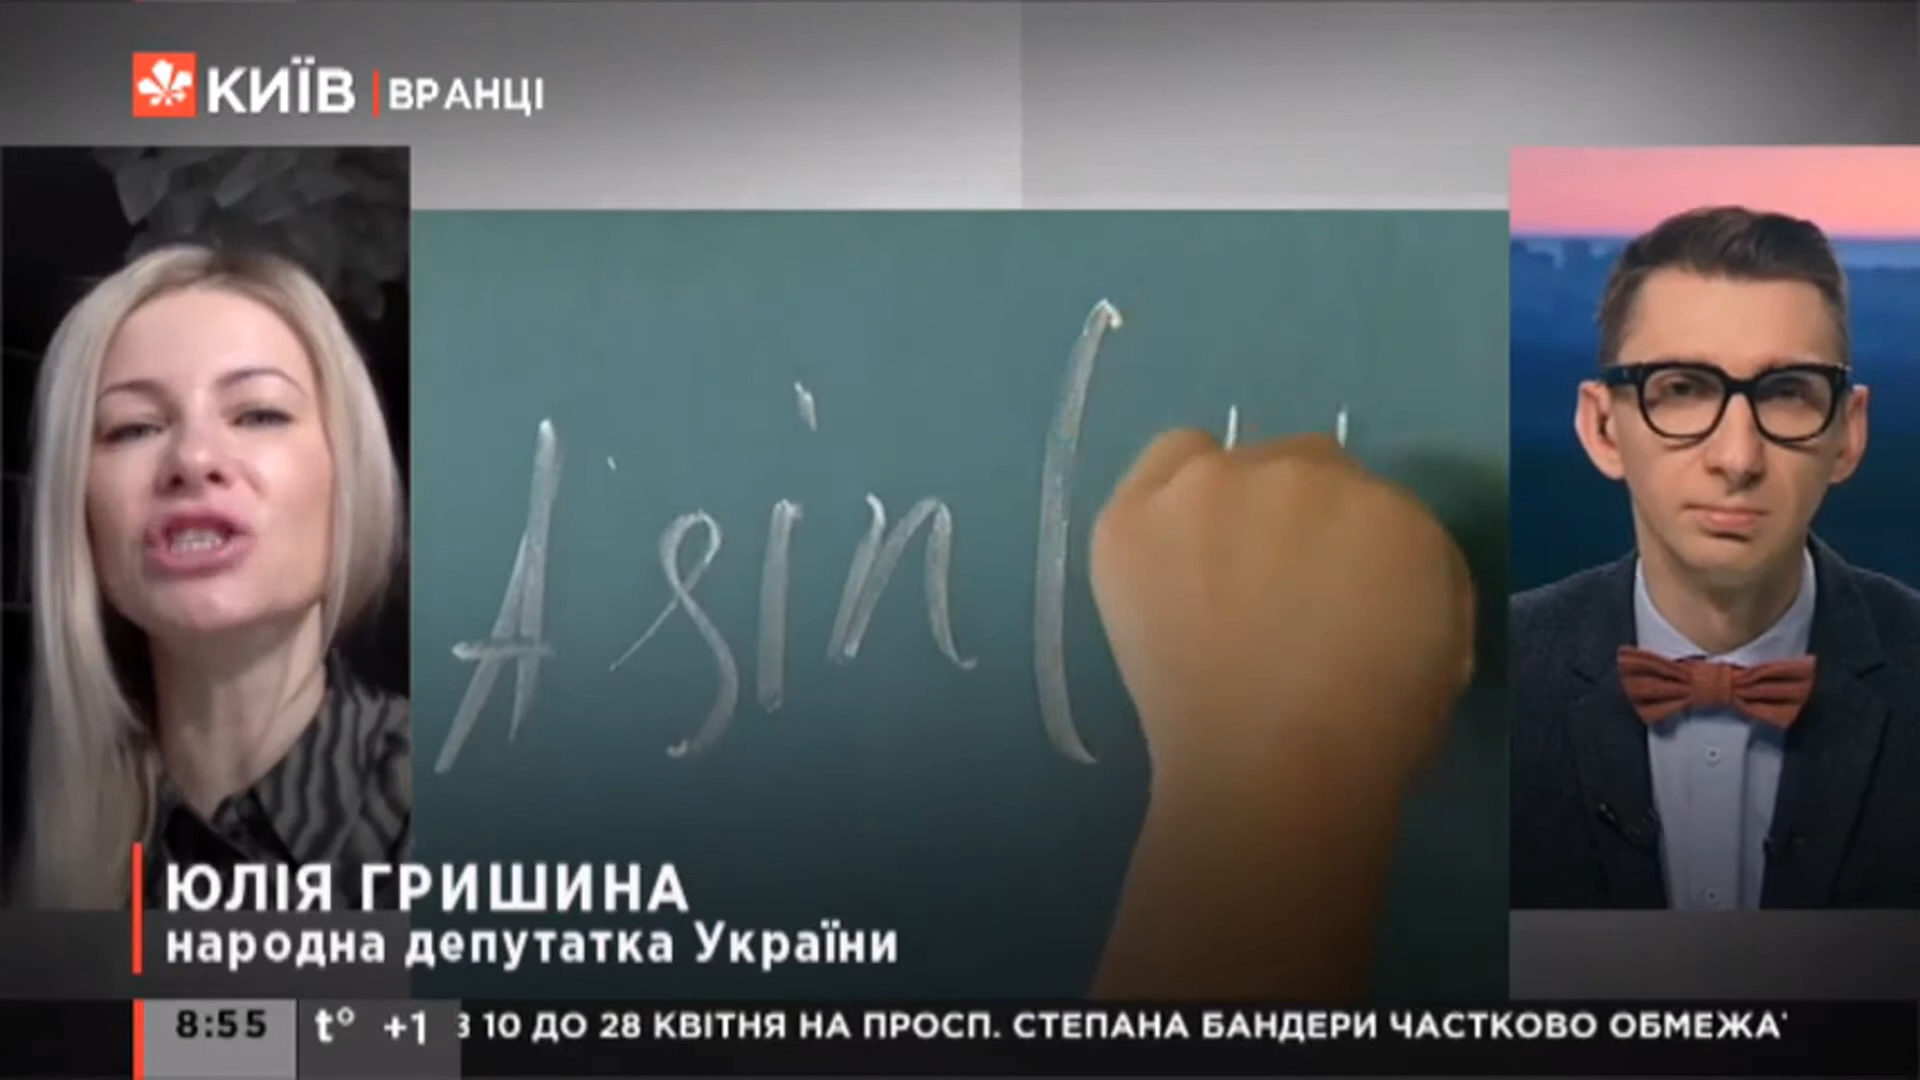 КИЇВ ВРАНЦІ
A sin(
ЮЛІЯ ГРИШИНА
народна депутатка України
8:55 t° +1 З 10 ДО 28 КВІТНЯ НА ПРОСП. СТЕПАНА БАНДЕРИ ЧАСТКОВО ОБМЕЖА